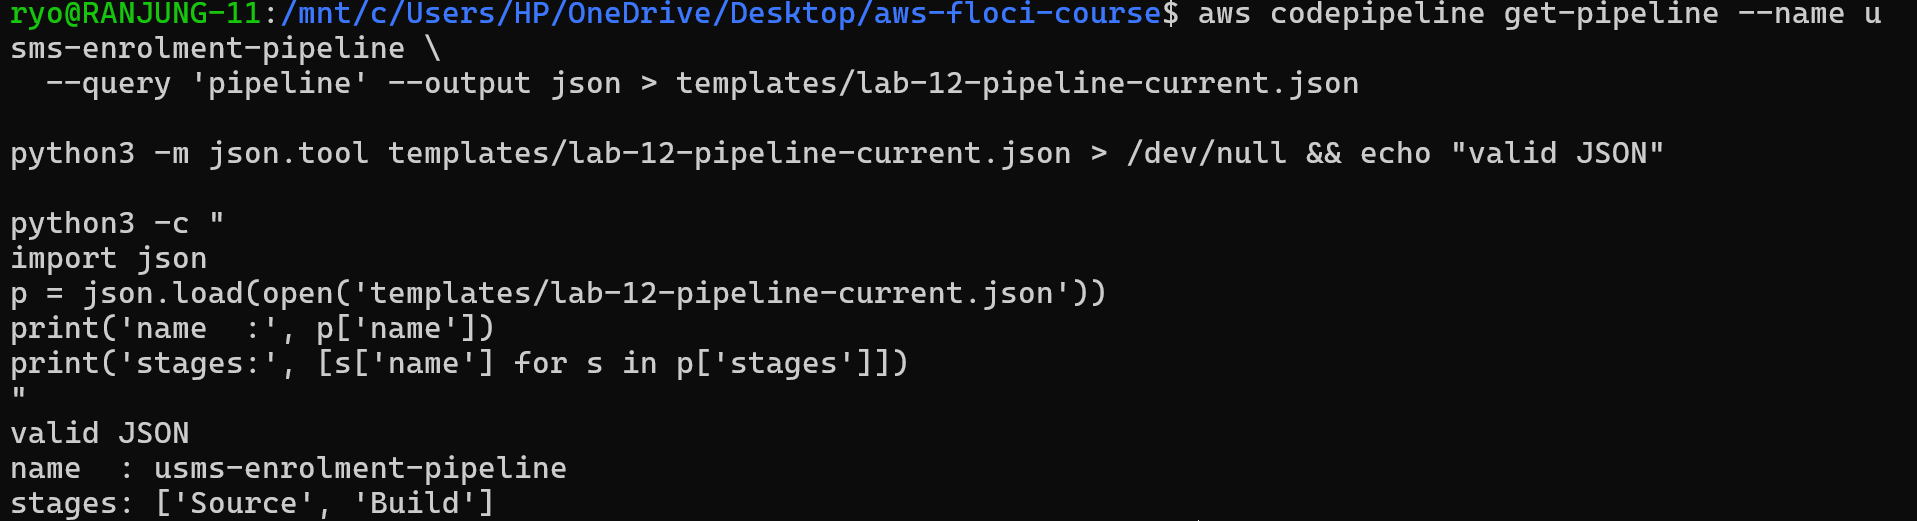 ryo@RANJUNG-11:/mnt/c/Users/HP/OneDrive/Desktop/aws-floci-course$ aws codepipeline get-pipeline --name u
sms-enrolment-pipeline \
  --query 'pipeline' --output json > templates/lab-12-pipeline-current.json

python3 -m json.tool templates/lab-12-pipeline-current.json > /dev/null && echo "valid JSON"

python3 -c "
import json
p = json.load(open('templates/lab-12-pipeline-current.json'))
print('name  :', p['name'])
print('stages:', [s['name'] for s in p['stages']])
"
valid JSON
name  : usms-enrolment-pipeline
stages: ['Source', 'Build']